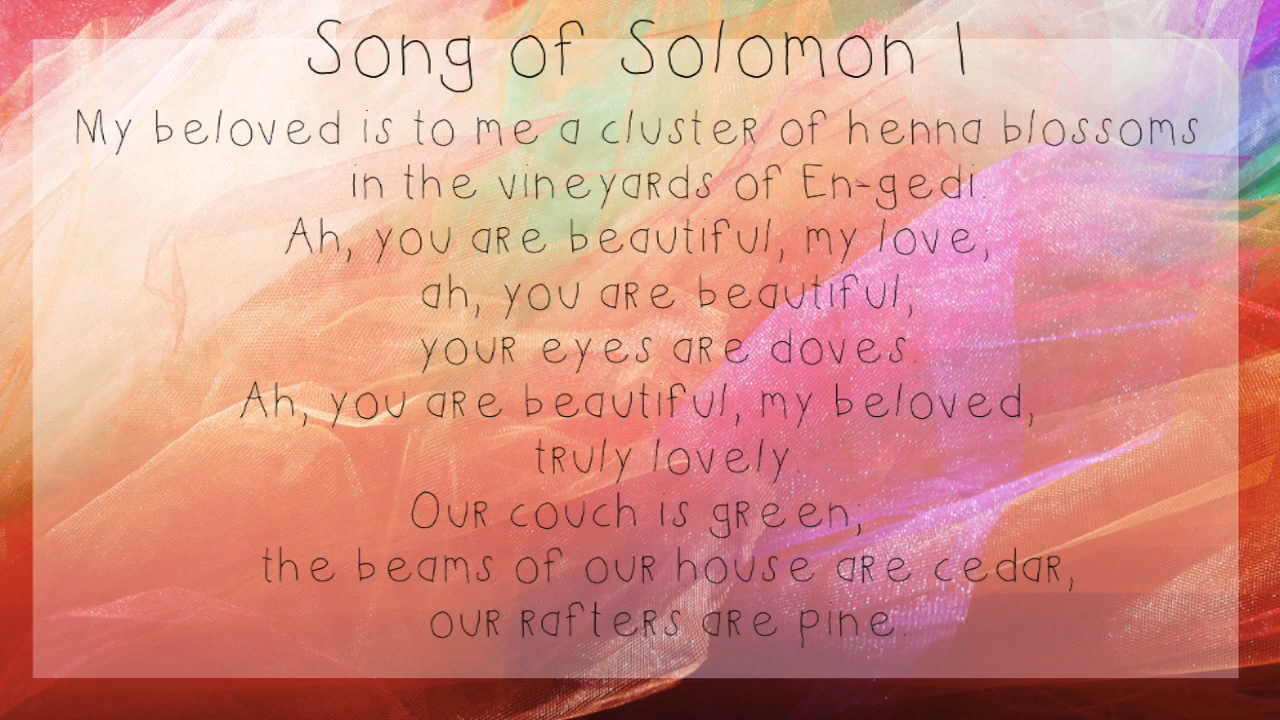 Song of Solomon 1
My beloved is to me a cluster of henna blossoms
in the vineyards of En-gedi.
Ah, you are beautiful, my love;
ah, you are beautiful;
your eyes are doves.
Ah, you are beautiful, my beloved,
truly lovely.
Our couch is green;
the beams of our house are cedar,
our rafters are pine.